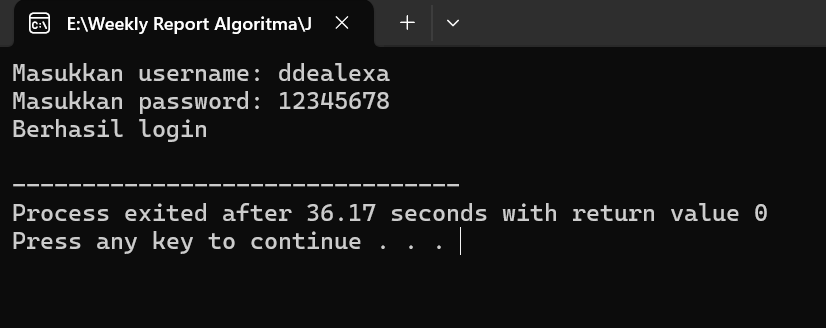 E:\Weekly Report Algoritma\J
Masukkan username: ddealexa
Masukkan password: 12345678
Berhasil login
--------------------------------
Process exited after 36.17 seconds with return value 0
Press any key to continue . . .